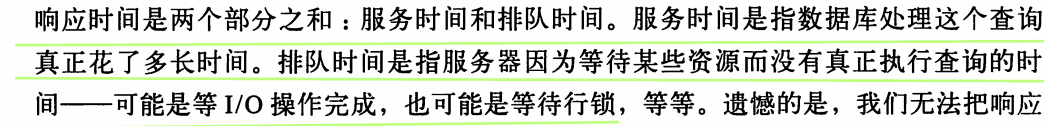 响应时间是两个部分之和：服务时间和排队时间。服务时间是指数据库处理这个查询
真正花了多长时间。排队时间是指服务器因为等待某些资源而没有真正执行查询的时
间——可能是等 I/O 操作完成，也可能是等待行锁，等等。遗憾的是，我们无法把响应